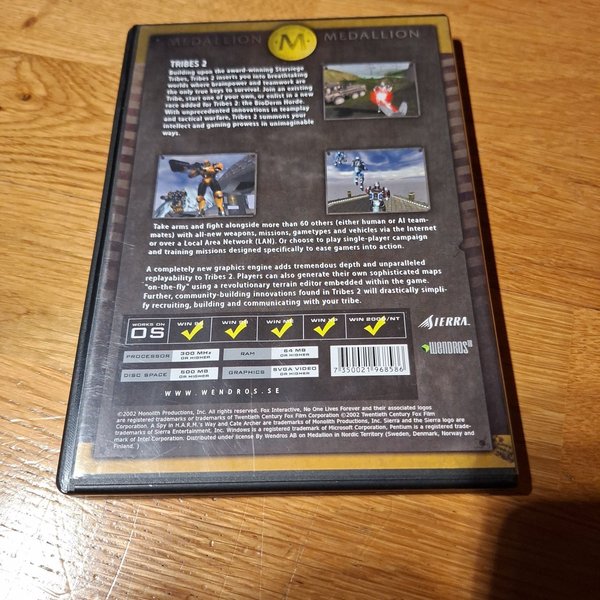 MEDALLION M MEDALLION
TRIBES 2
Building upon the award-winning Starsiege
Tribes, Tribes 2 inserts you into breathtaking
worlds where brainpower and teamwork are
the only true keys to survival. Join an existing
Tribe, start one of your own, or enlist in a new
race added for Tribes 2: the BioDerm Horde.
With unprecedented innovations in teamplay
and tactical warfare, Tribes 2 summons your
intellect and gaming prowess in unimaginable
ways.
Take arms and fight alongside more than 60 others (either human or AI team-
mates) with all-new weapons, missions, gametypes and vehicles via the Internet
or over a Local Area Network (LAN). Or choose to play single-player campaign
and training missions designed specifically to ease gamers into action.
A completely new graphics engine adds tremendous depth and unparalleled
replayability to Tribes 2. Players can also generate their own sophisticated maps
"on-the-fly" using a revolutionary terrain editor embedded within the game.
Further, community-building innovations found in Tribes 2 will drastically simpli-
fy recruiting, building and communicating with your tribe.
WORKS ON
OS
WIN WIN WIN WIN WIN 2000/NT
SIERRA
WENDROS
PROCESSOR 300 MHz OR HIGHER RAM 64 MB OR HIGHER
DISC SPACE 600 MB OR HIGHER GRAPHICS SVGA VIDEO OR HIGHER
7350021968586
WWW.WENDROS.SE
©2002 Monolith Productions, Inc. All rights reserved. Fox Interactive, No One Lives Forever and their associated logos
are registered trademarks of trademarks of Twentieth Century Fox Film Corporation ©2002 Twentieth Century Fox Film
Corporation. A Spy in H.A.R.M.'s Way and Cate Archer are trademarks of Monolith Productions, Inc. Sierra and the Sierra logo are
trademarks of Sierra Entertainment, Inc. Windows is a registered trademark of Microsoft Corporation, Pentium is a registered trade-
mark of Intel Corporation. Distributed under license By Wendros AB on Medallion in Nordic Territory (Sweden, Denmark, Norway and
Finland. )